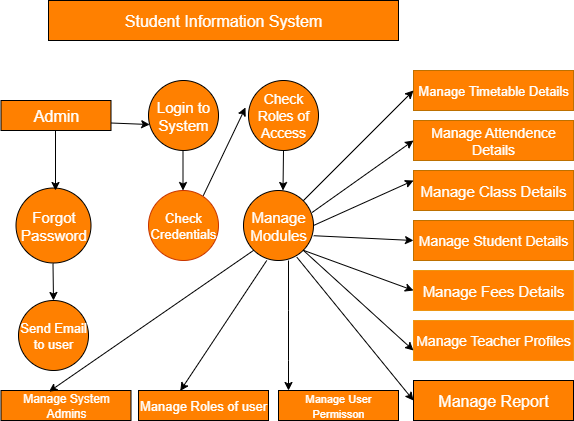 Student Information System
Admin
Login to
System
Check
Roles of
Access
Manage Timetable Details
Manage Attendence
Details
Manage Class Details
Forgot
Password
Check
Credentials
Manage
Modules
Manage Student Details
Manage Fees Details
Send Email
to user
Manage Teacher Profiles
Manage System
Admins
Manage Roles of user
Manage User
Permisson
Manage Report